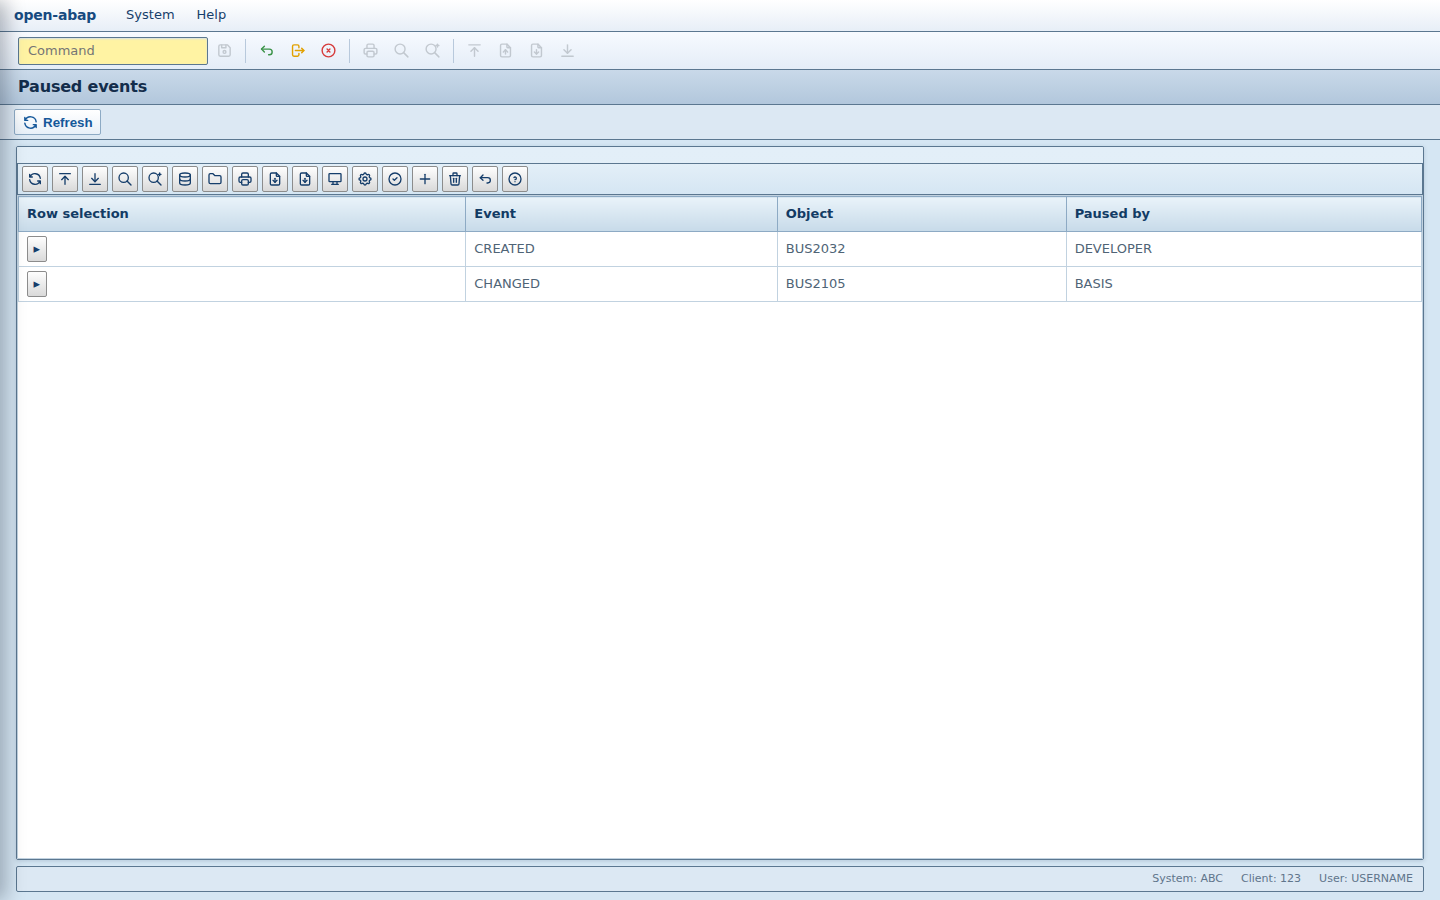 open-abap System Help
Command
Paused events
Refresh
Row selection Event Object Paused by
CREATED BUS2032 DEVELOPER
CHANGED BUS2105 BASIS
System: ABC Client: 123 User: USERNAME